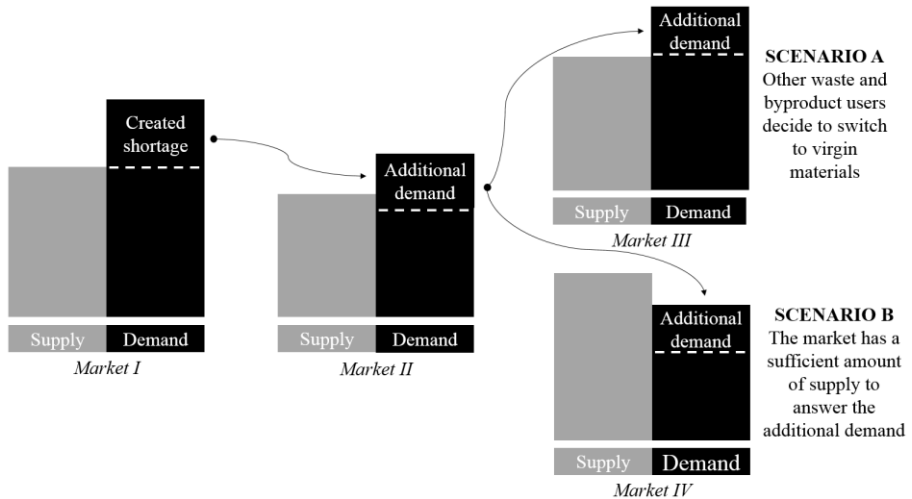 Created
shortage
Supply
Demand
Market I
Additional
demand
Supply
Demand
Market II
Additional
demand
Supply
Demand
Market III
SCENARIO A
Other waste and
byproduct users
decide to switch
to virgin
materials
Additional
demand
Supply
Demand
Market IV
SCENARIO B
The market has a
sufficient amount
of supply to
answer the
additional demand